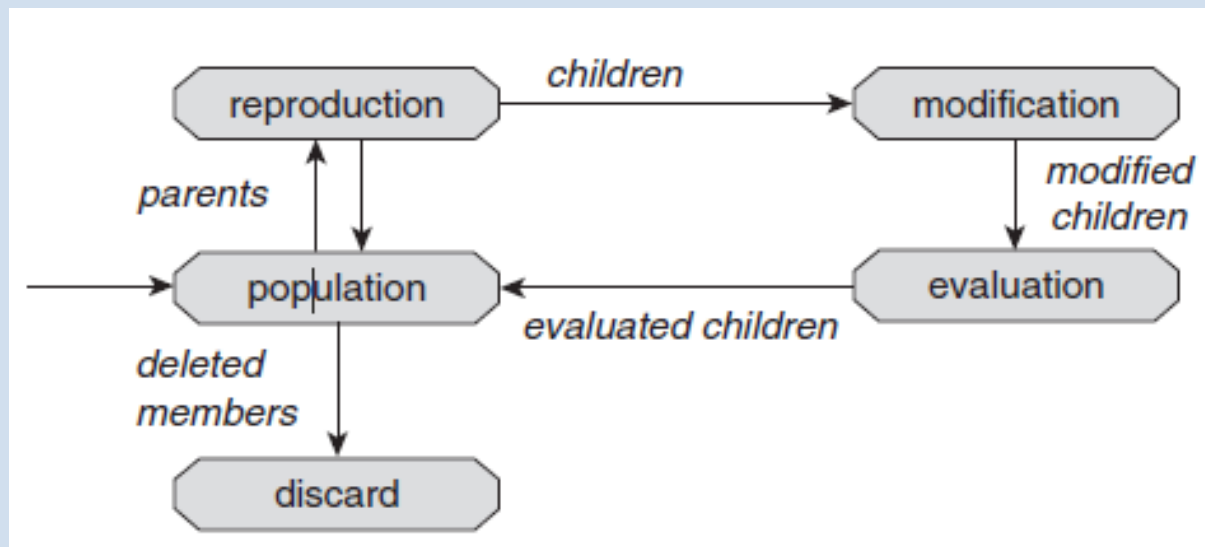 children
reproduction
modification
parents
modified
children
population
evaluation
evaluated children
deleted
members
discard